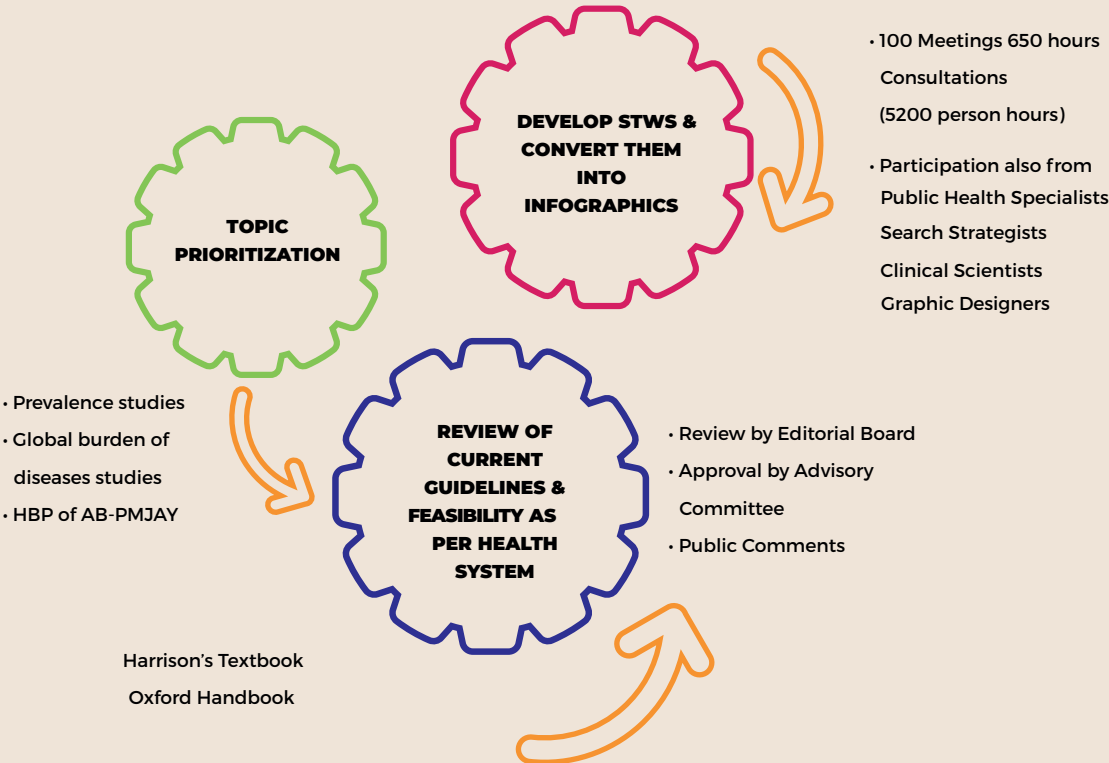 TOPIC
PRIORITIZATION
• Prevalence studies
• Global burden of
diseases studies
• HBP of AB-PMJAY
REVIEW OF
CURRENT
GUIDELINES &
FEASIBILITY AS
PER HEALTH
SYSTEM
Harrison's Textbook
Oxford Handbook
• Review by Editorial Board
• Approval by Advisory
Committee
• Public Comments
DEVELOP STWS &
CONVERT THEM
INTO
INFOGRAPHICS
• 100 Meetings 650 hours
Consultations
(5200 person hours)
• Participation also from
Public Health Specialists
Search Strategists
Clinical Scientists
Graphic Designers